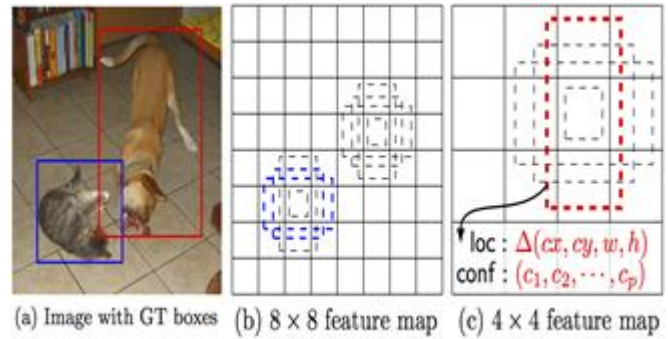 loc : Δ(cx, cy, w, h)
conf : (c₁, c₂, ⋯, cₚ)
(a) Image with GT boxes
(b) 8 × 8 feature map
(c) 4 × 4 feature map